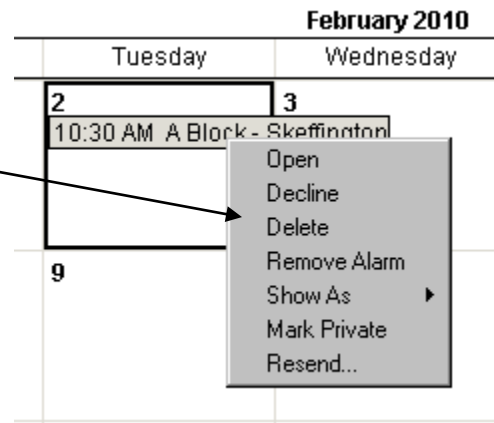 February 2010
Tuesday Wednesday
2 3
10:30 AM A Block - Skeffington
Open
Decline
Delete
9
Remove Alarm
Show As
Mark Private
Resend...